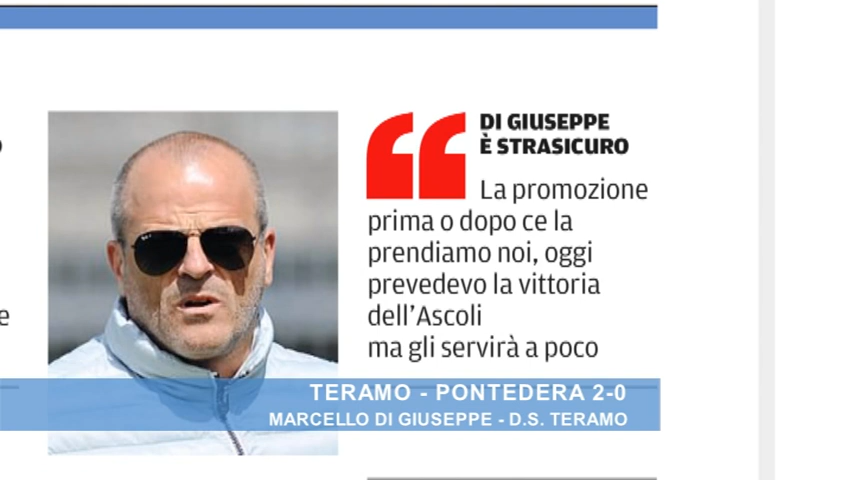 DI GIUSEPPE
È STRASICURO
La promozione
prima o dopo ce la
prendiamo noi, oggi
prevedevo la vittoria
dell'Ascoli
ma gli servirà a poco
e
TERAMO - PONTEDERA 2-0
MARCELLO DI GIUSEPPE - D.S. TERAMO